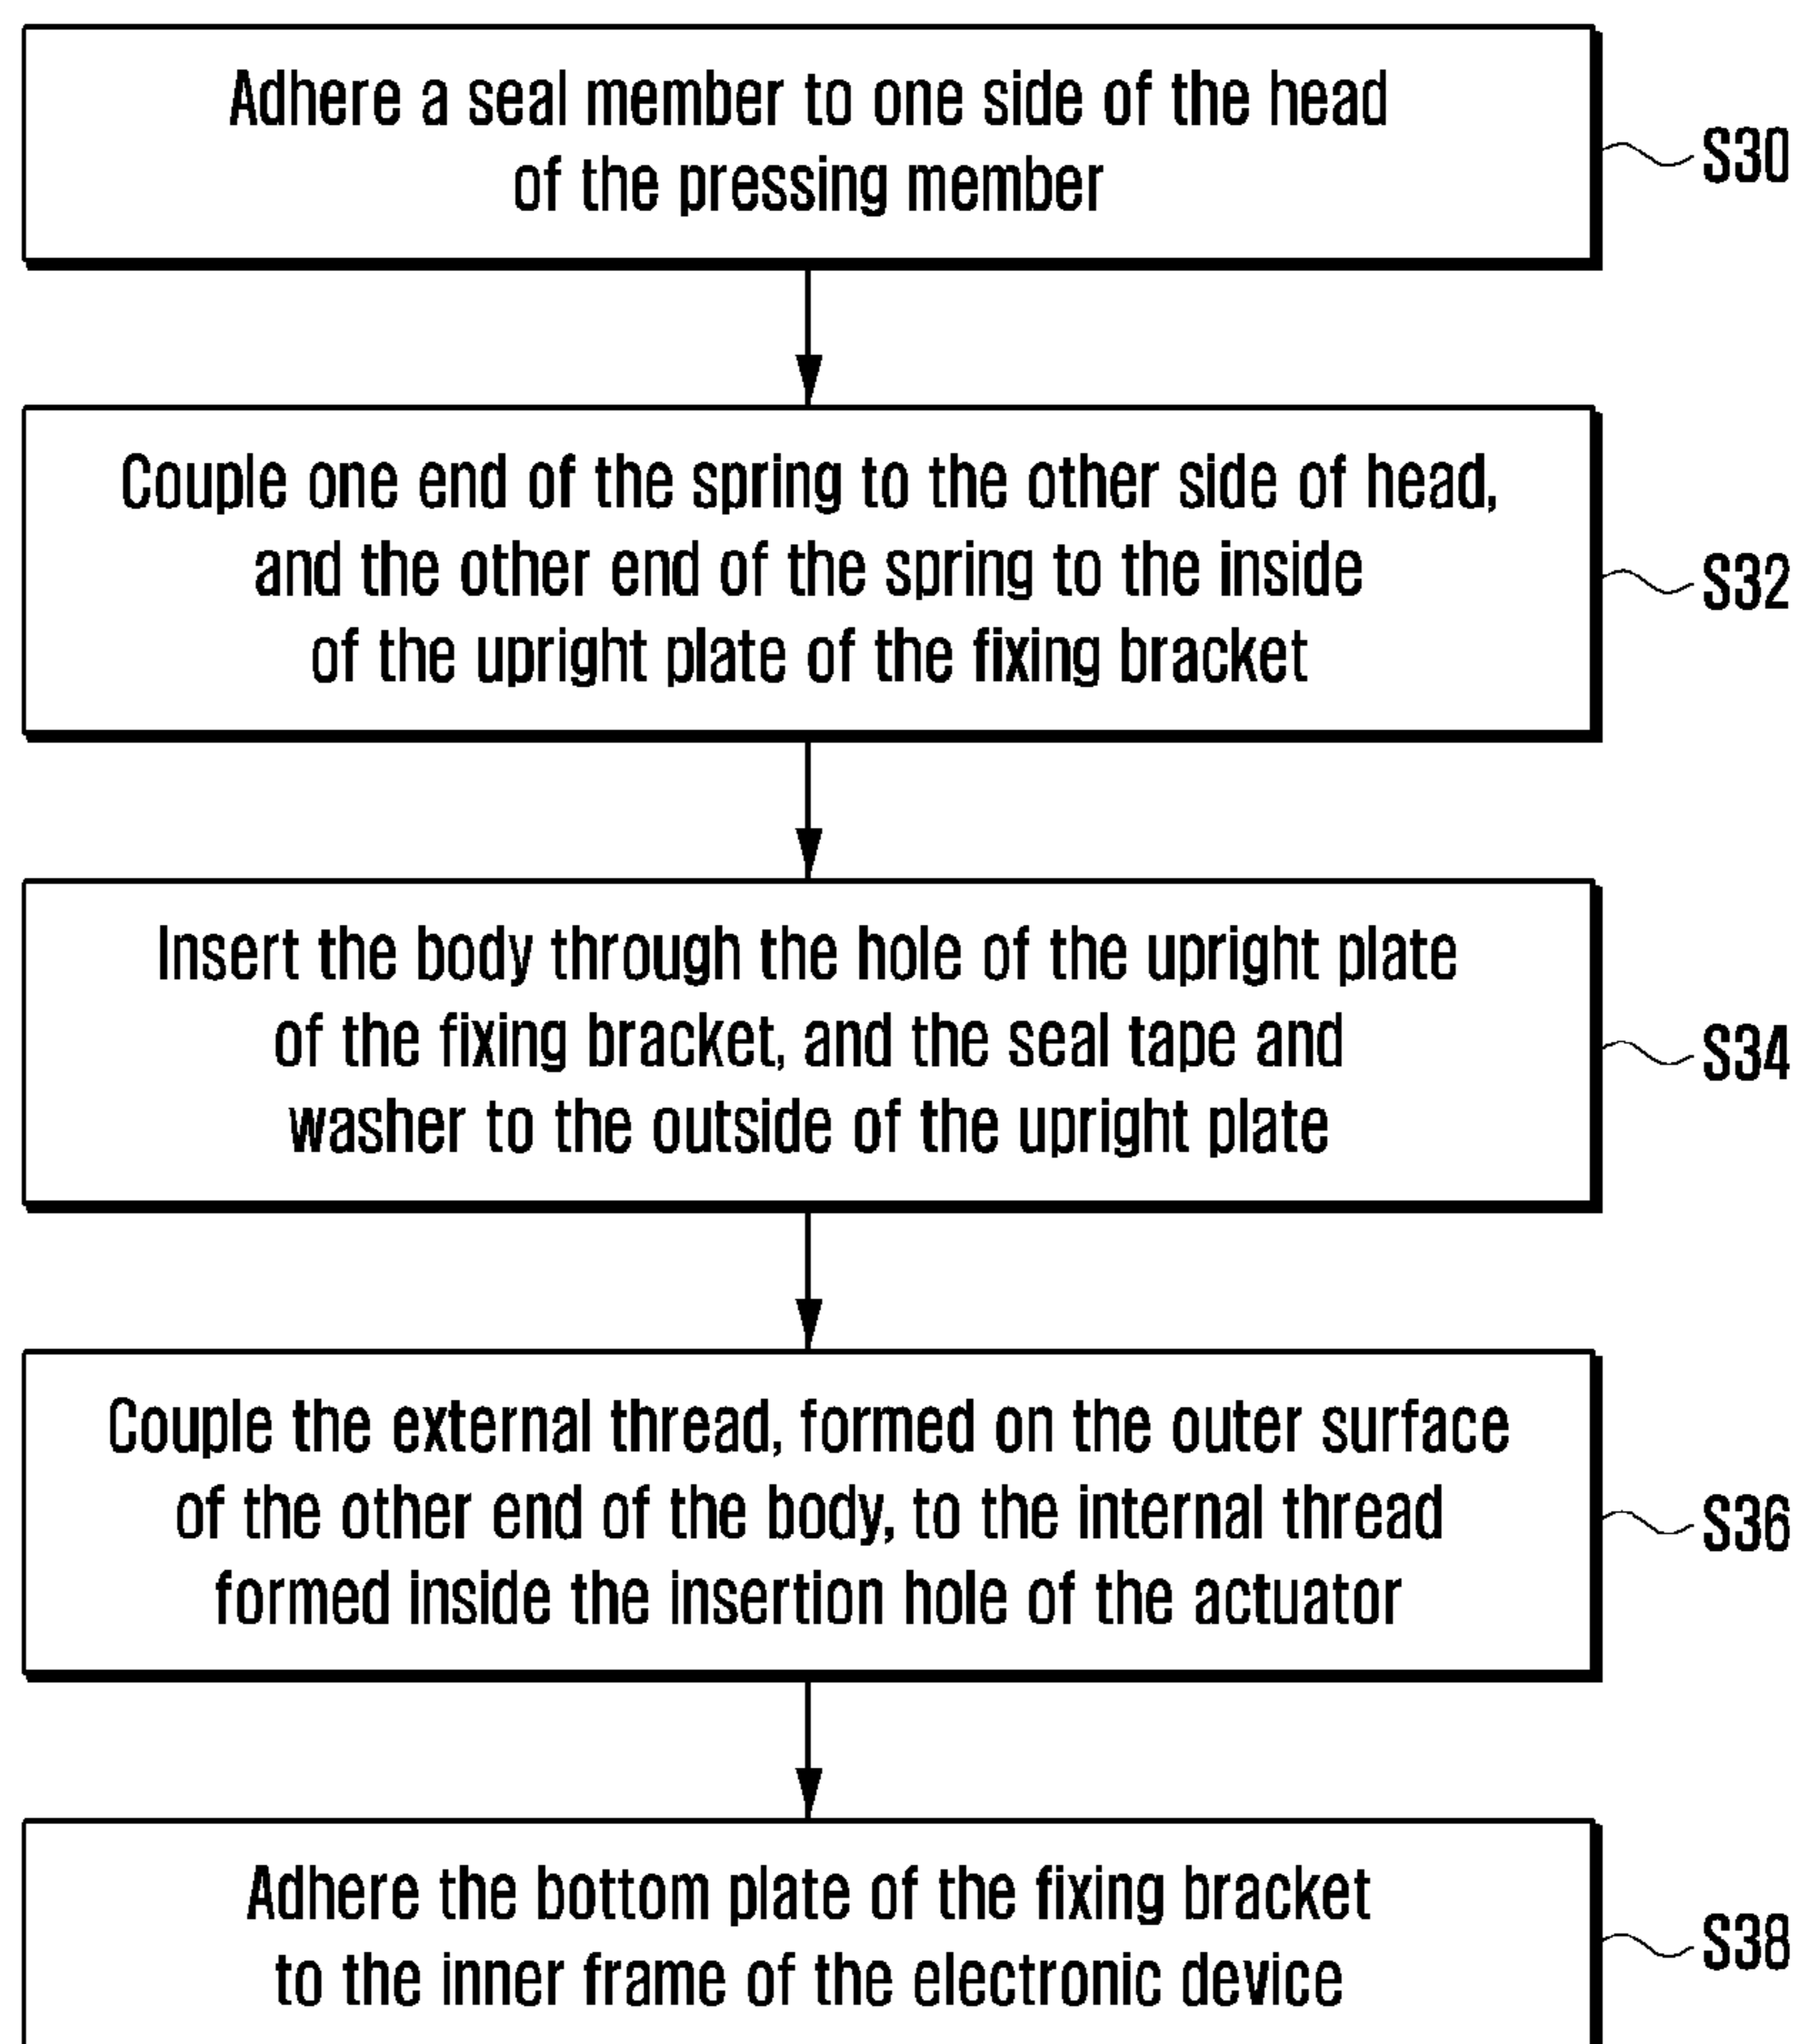 Adhere a seal member to one side of the head
of the pressing member
S30
Couple one end of the spring to the other side of head,
and the other end of the spring to the inside
of the upright plate of the fixing bracket
S32
Insert the body through the hole of the upright plate
of the fixing bracket, and the seal tape and
washer to the outside of the upright plate
S34
Couple the external thread, formed on the outer surface
of the other end of the body, to the internal thread
formed inside the insertion hole of the actuator
S36
Adhere the bottom plate of the fixing bracket
to the inner frame of the electronic device
S38